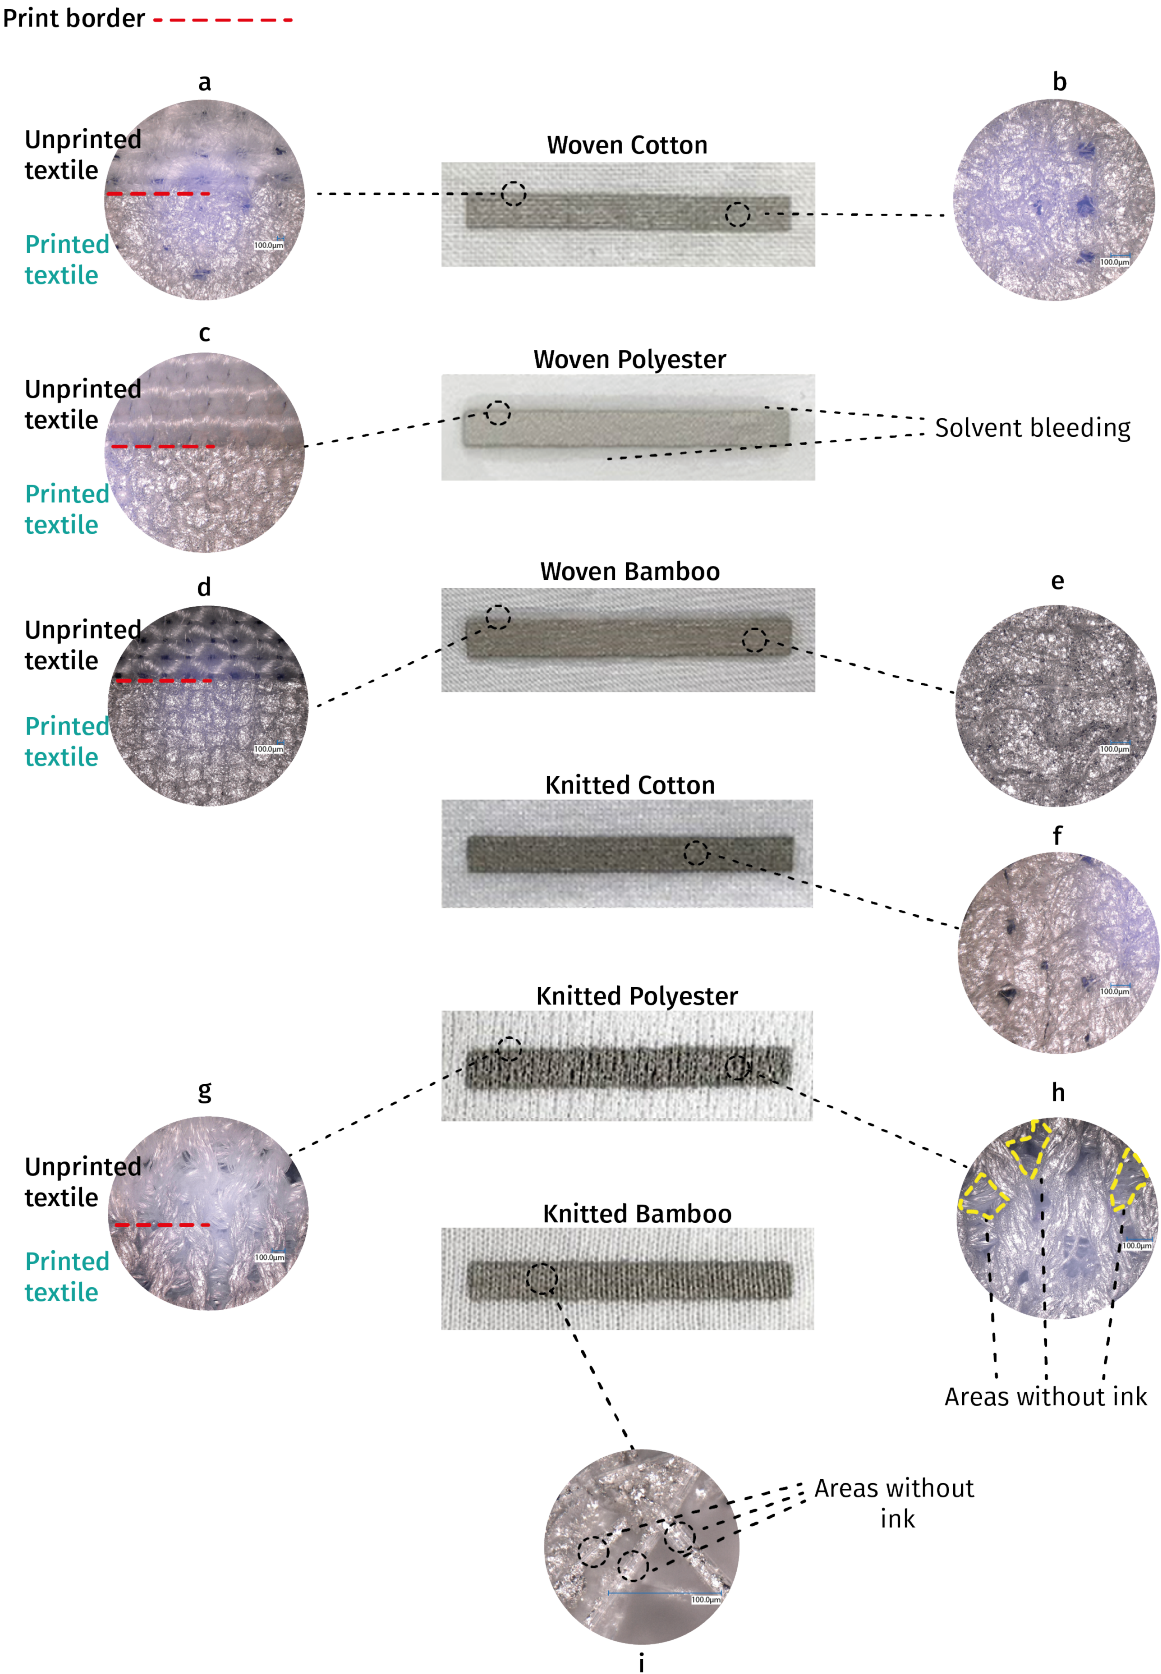 Print border
a
b
Unprinted
textile
Woven Cotton
Printed
textile
100.0μm
100.0μm
c
Unprinted
textile
Woven Polyester
Solvent bleeding
Printed
textile
d
Woven Bamboo
e
Unprinted
textile
Printed
textile
100.0μm
100.0μm
Knitted Cotton
f
100.0μm
Knitted Polyester
g
h
Unprinted
textile
Knitted Bamboo
Printed
textile
100.0μm
100.0μm
Areas without ink
Areas without
ink
100.0μm
i